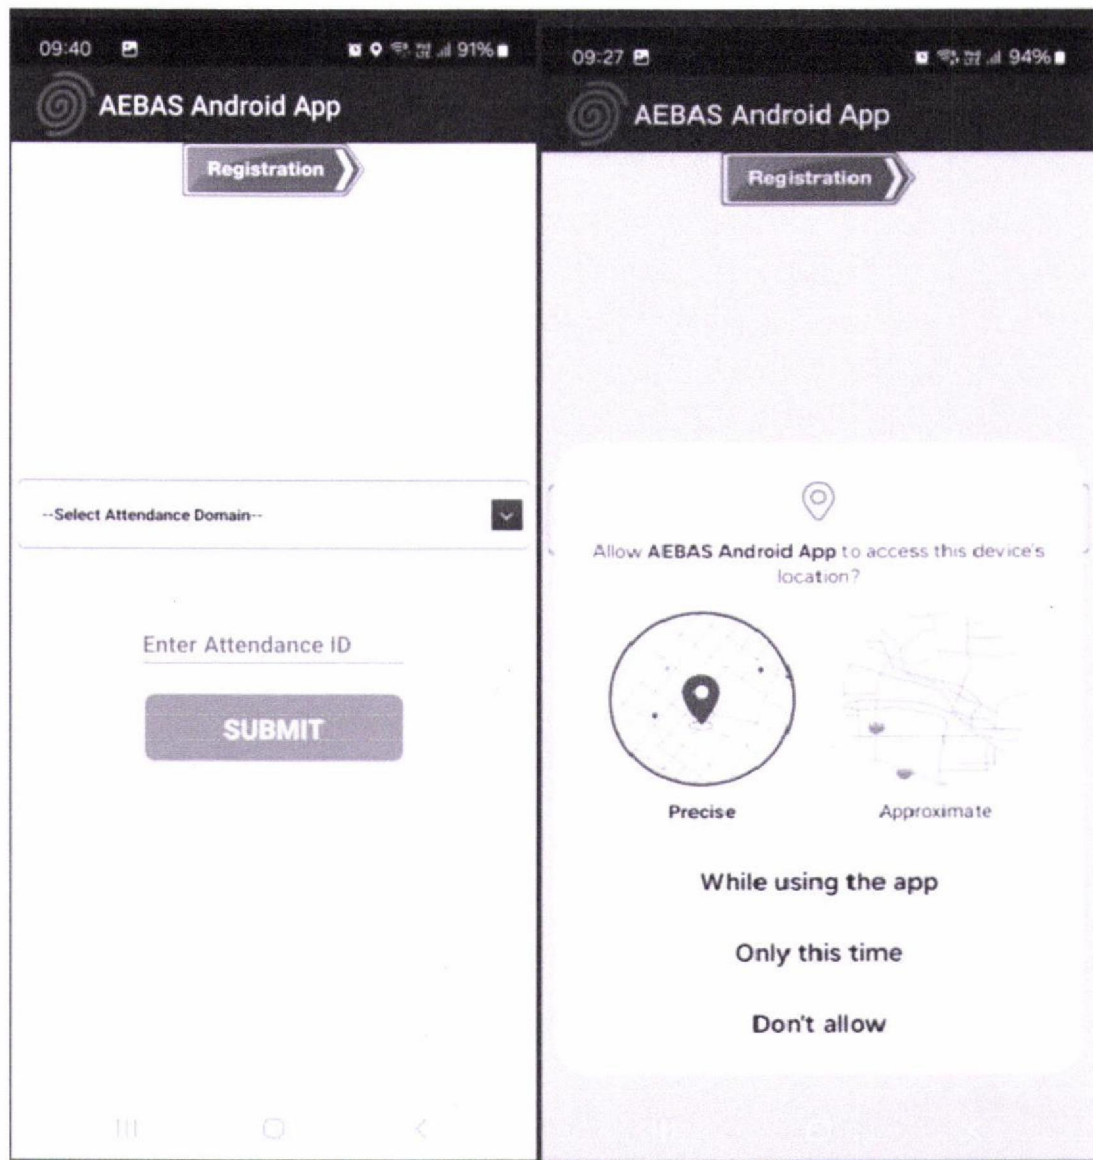 09:40
91%
AEBAS Android App
Registration
--Select Attendance Domain--
Enter Attendance ID
SUBMIT
09:27
94%
AEBAS Android App
Registration
Allow AEBAS Android App to access this device's
location?
Precise
Approximate
While using the app
Only this time
Don't allow